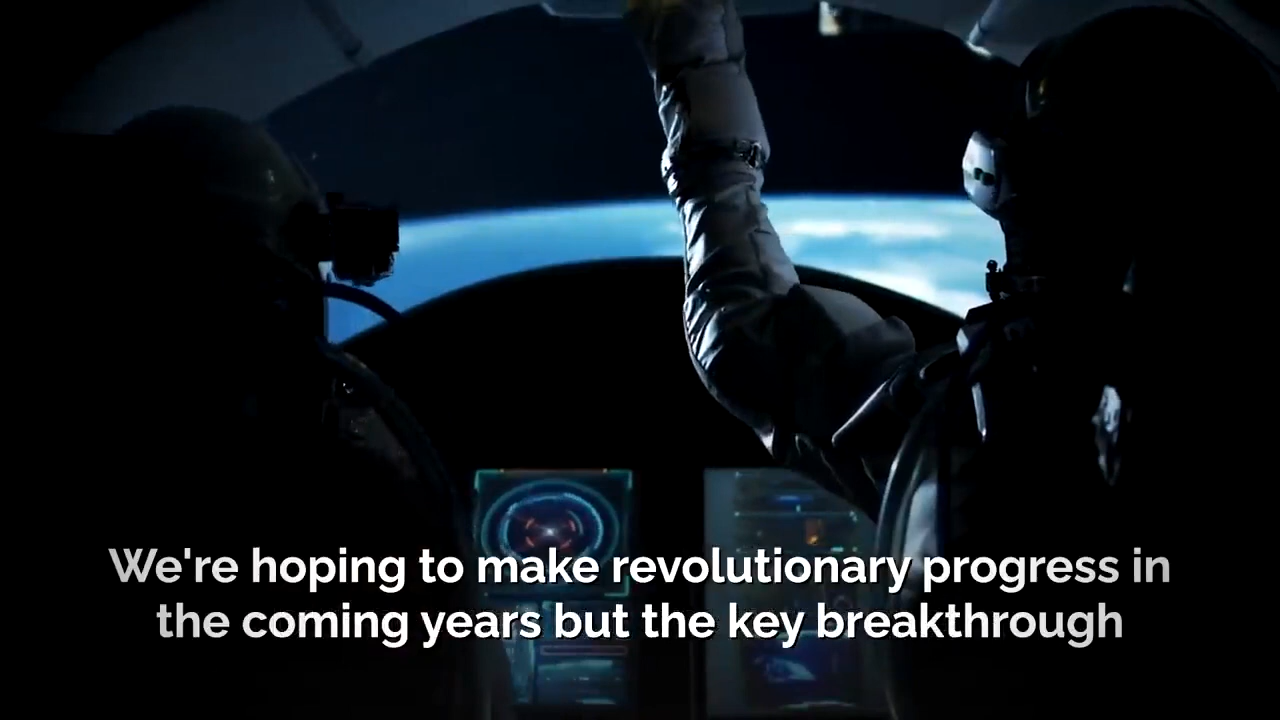 We're hoping to make revolutionary progress in
the coming years but the key breakthrough